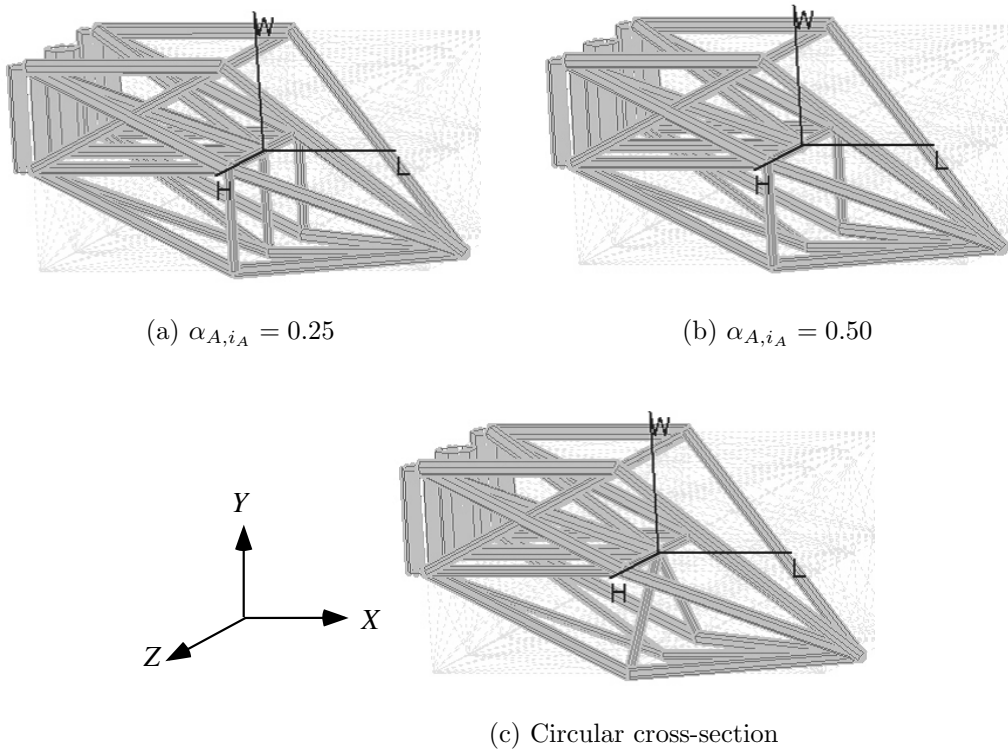 W W
L L
H H
(a) α_{A,i_A} = 0.25 (b) α_{A,i_A} = 0.50
W
Y
L
H
X
Z
(c) Circular cross-section